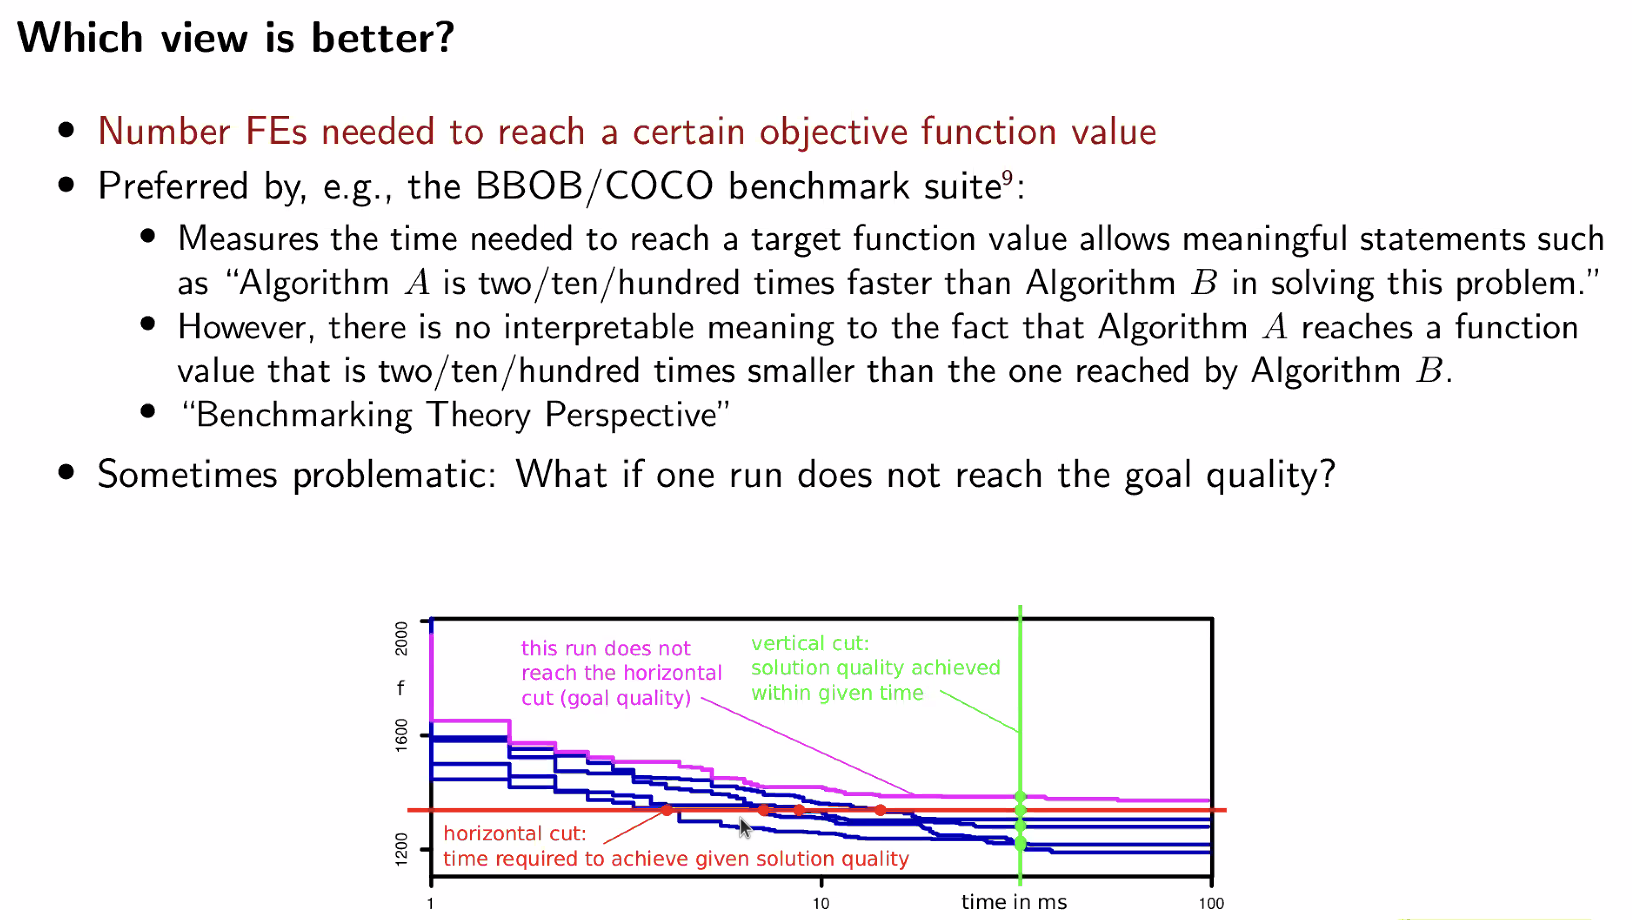 Which view is better?
• Number FEs needed to reach a certain objective function value
• Preferred by, e.g., the BBOB/COCO benchmark suite⁹:
• Measures the time needed to reach a target function value allows meaningful statements such
as “Algorithm A is two/ten/hundred times faster than Algorithm B in solving this problem.”
• However, there is no interpretable meaning to the fact that Algorithm A reaches a function
value that is two/ten/hundred times smaller than the one reached by Algorithm B.
• “Benchmarking Theory Perspective”
• Sometimes problematic: What if one run does not reach the goal quality?
2000
f
1600
1200
this run does not
reach the horizontal
cut (goal quality)
vertical cut:
solution quality achieved
within given time
horizontal cut:
time required to achieve given solution quality
1
10
time in ms
100